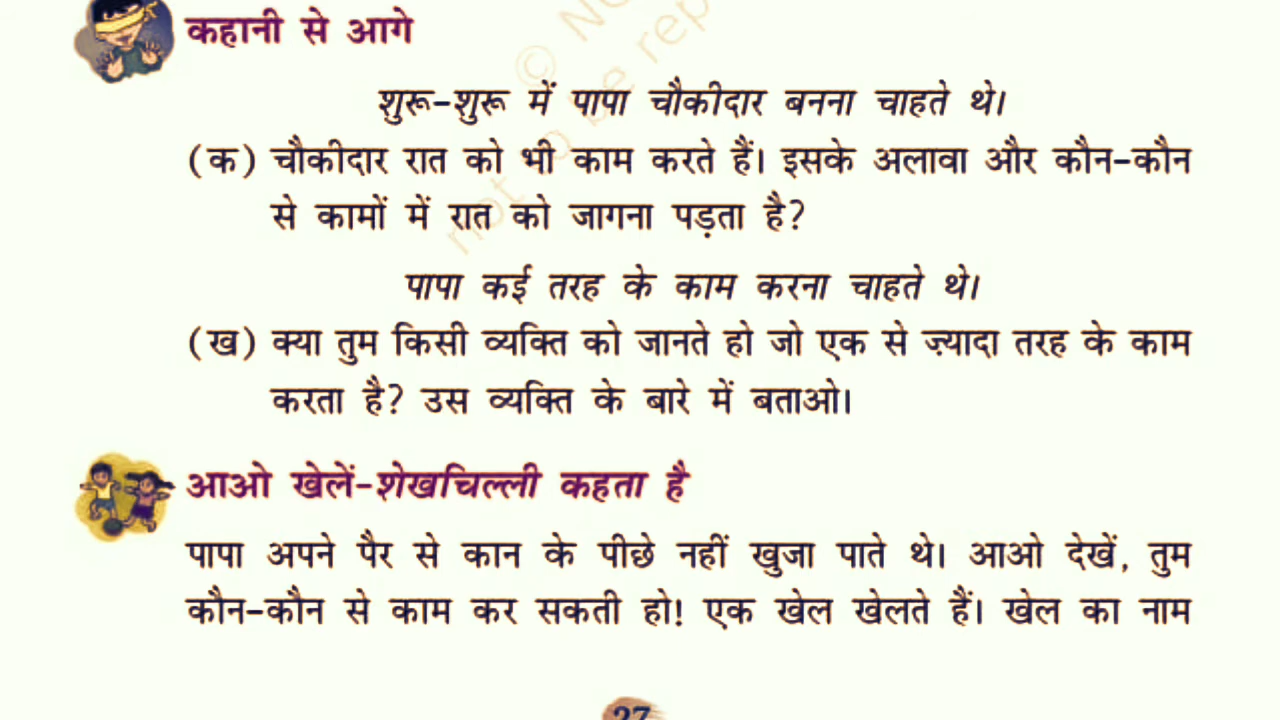 कहानी से आगे
शुरू-शुरू में पापा चौकीदार बनना चाहते थे।
(क) चौकीदार रात को भी काम करते हैं। इसके अलावा और कौन-कौन
से कामों में रात को जागना पड़ता है?
पापा कई तरह के काम करना चाहते थे।
(ख) क्या तुम किसी व्यक्ति को जानते हो जो एक से ज़्यादा तरह के काम
करता है? उस व्यक्ति के बारे में बताओ।
आओ खेलें-शेखचिल्ली कहता है
पापा अपने पैर से कान के पीछे नहीं खुजा पाते थे। आओ देखें, तुम
कौन-कौन से काम कर सकती हो! एक खेल खेलते हैं। खेल का नाम
27